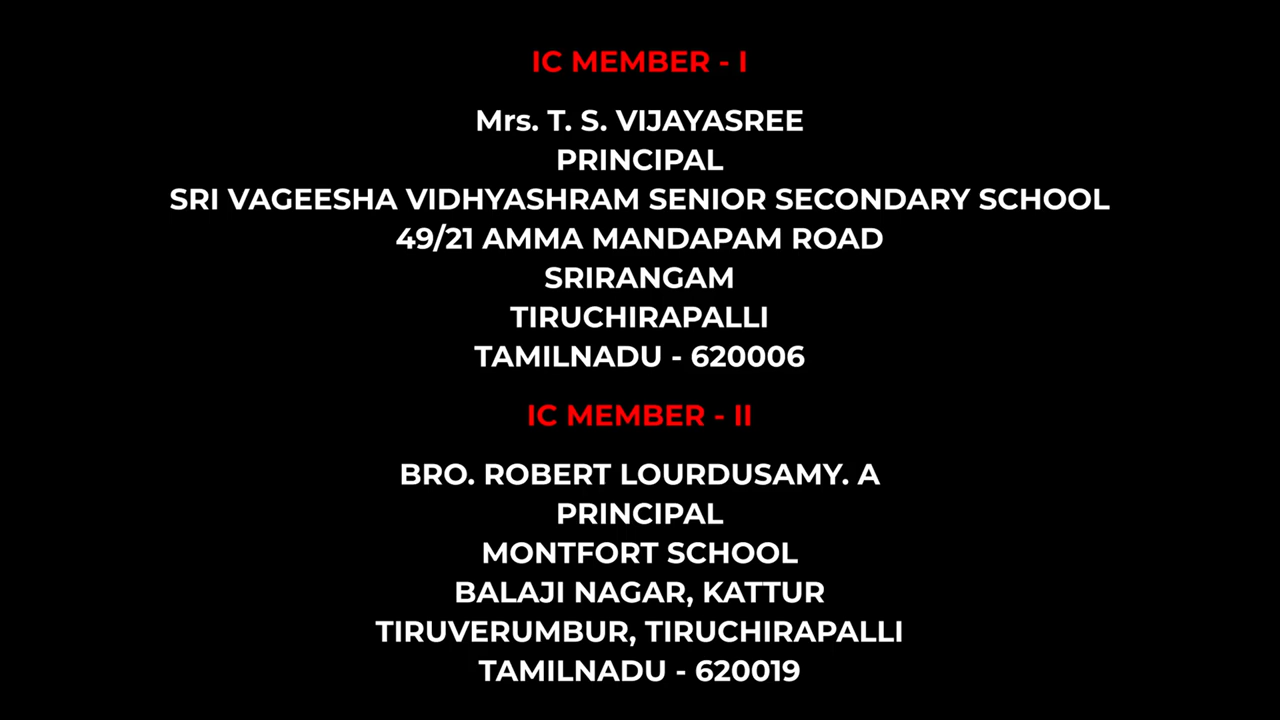 IC MEMBER - I
Mrs. T. S. VIJAYASREE
PRINCIPAL
SRI VAGEESHA VIDHYASHRAM SENIOR SECONDARY SCHOOL
49/21 AMMA MANDAPAM ROAD
SRIRANGAM
TIRUCHIRAPALLI
TAMILNADU - 620006
IC MEMBER - II
BRO. ROBERT LOURDUSAMY. A
PRINCIPAL
MONTFORT SCHOOL
BALAJI NAGAR, KATTUR
TIRUVERUMBUR, TIRUCHIRAPALLI
TAMILNADU - 620019